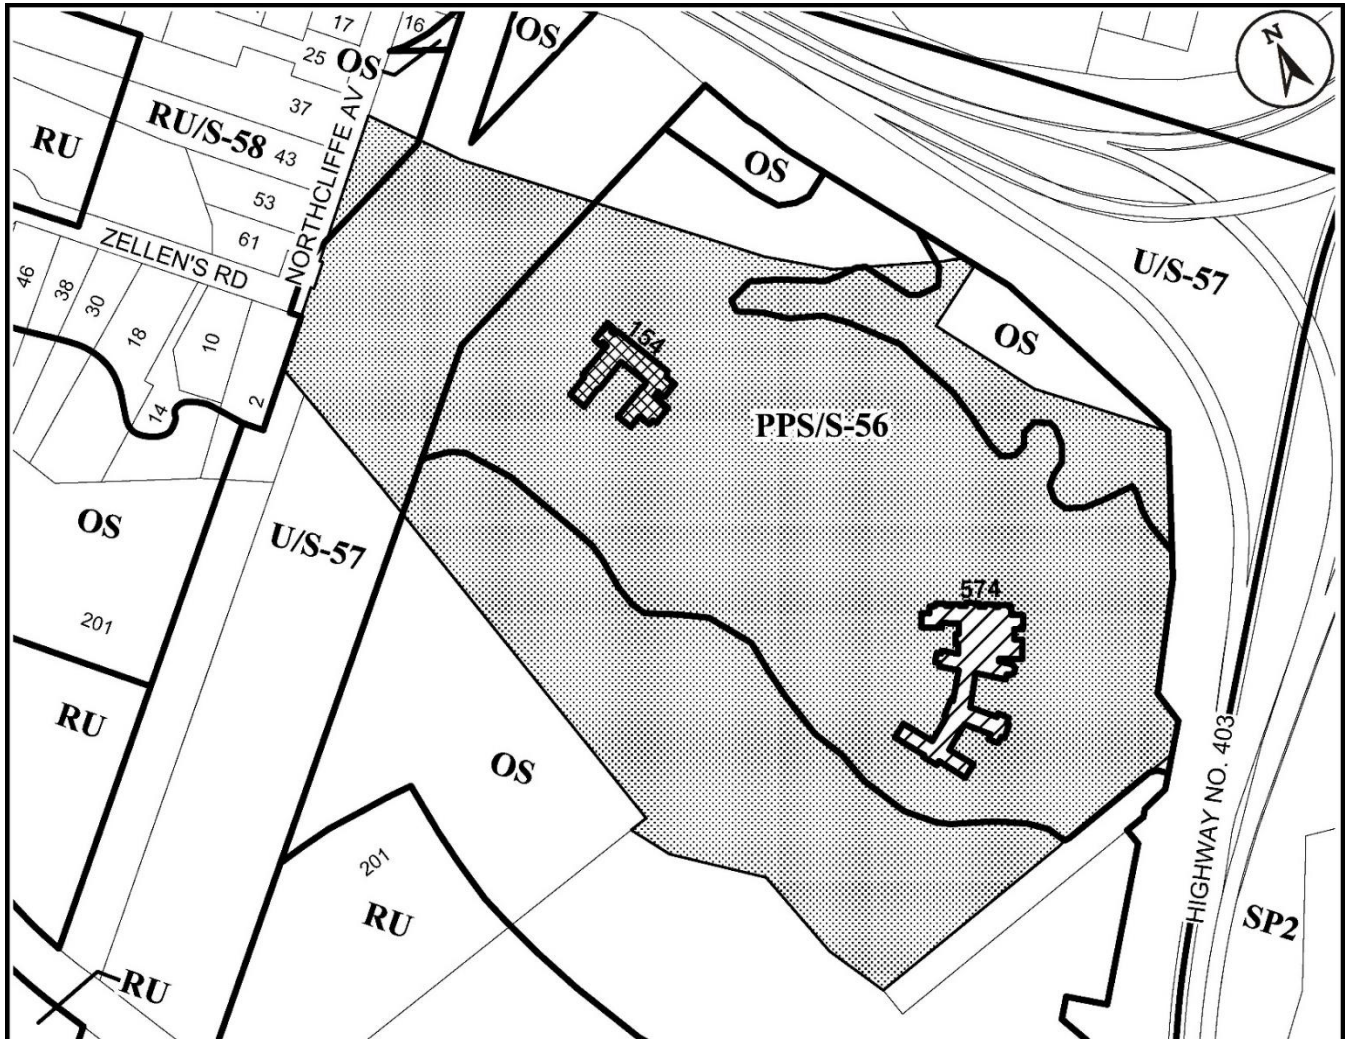 17
16
OS
N
25
OS
37
RU/S-58
RU
43
OS
53
NORTHCLIFFE AV
61
ZELLEN'S RD
U/S-57
46
38
30
18
10
164
OS
2
14
PPS/S-56
OS
U/S-57
574
201
RU
OS
HIGHWAY NO. 403
201
RU
SP2
RU